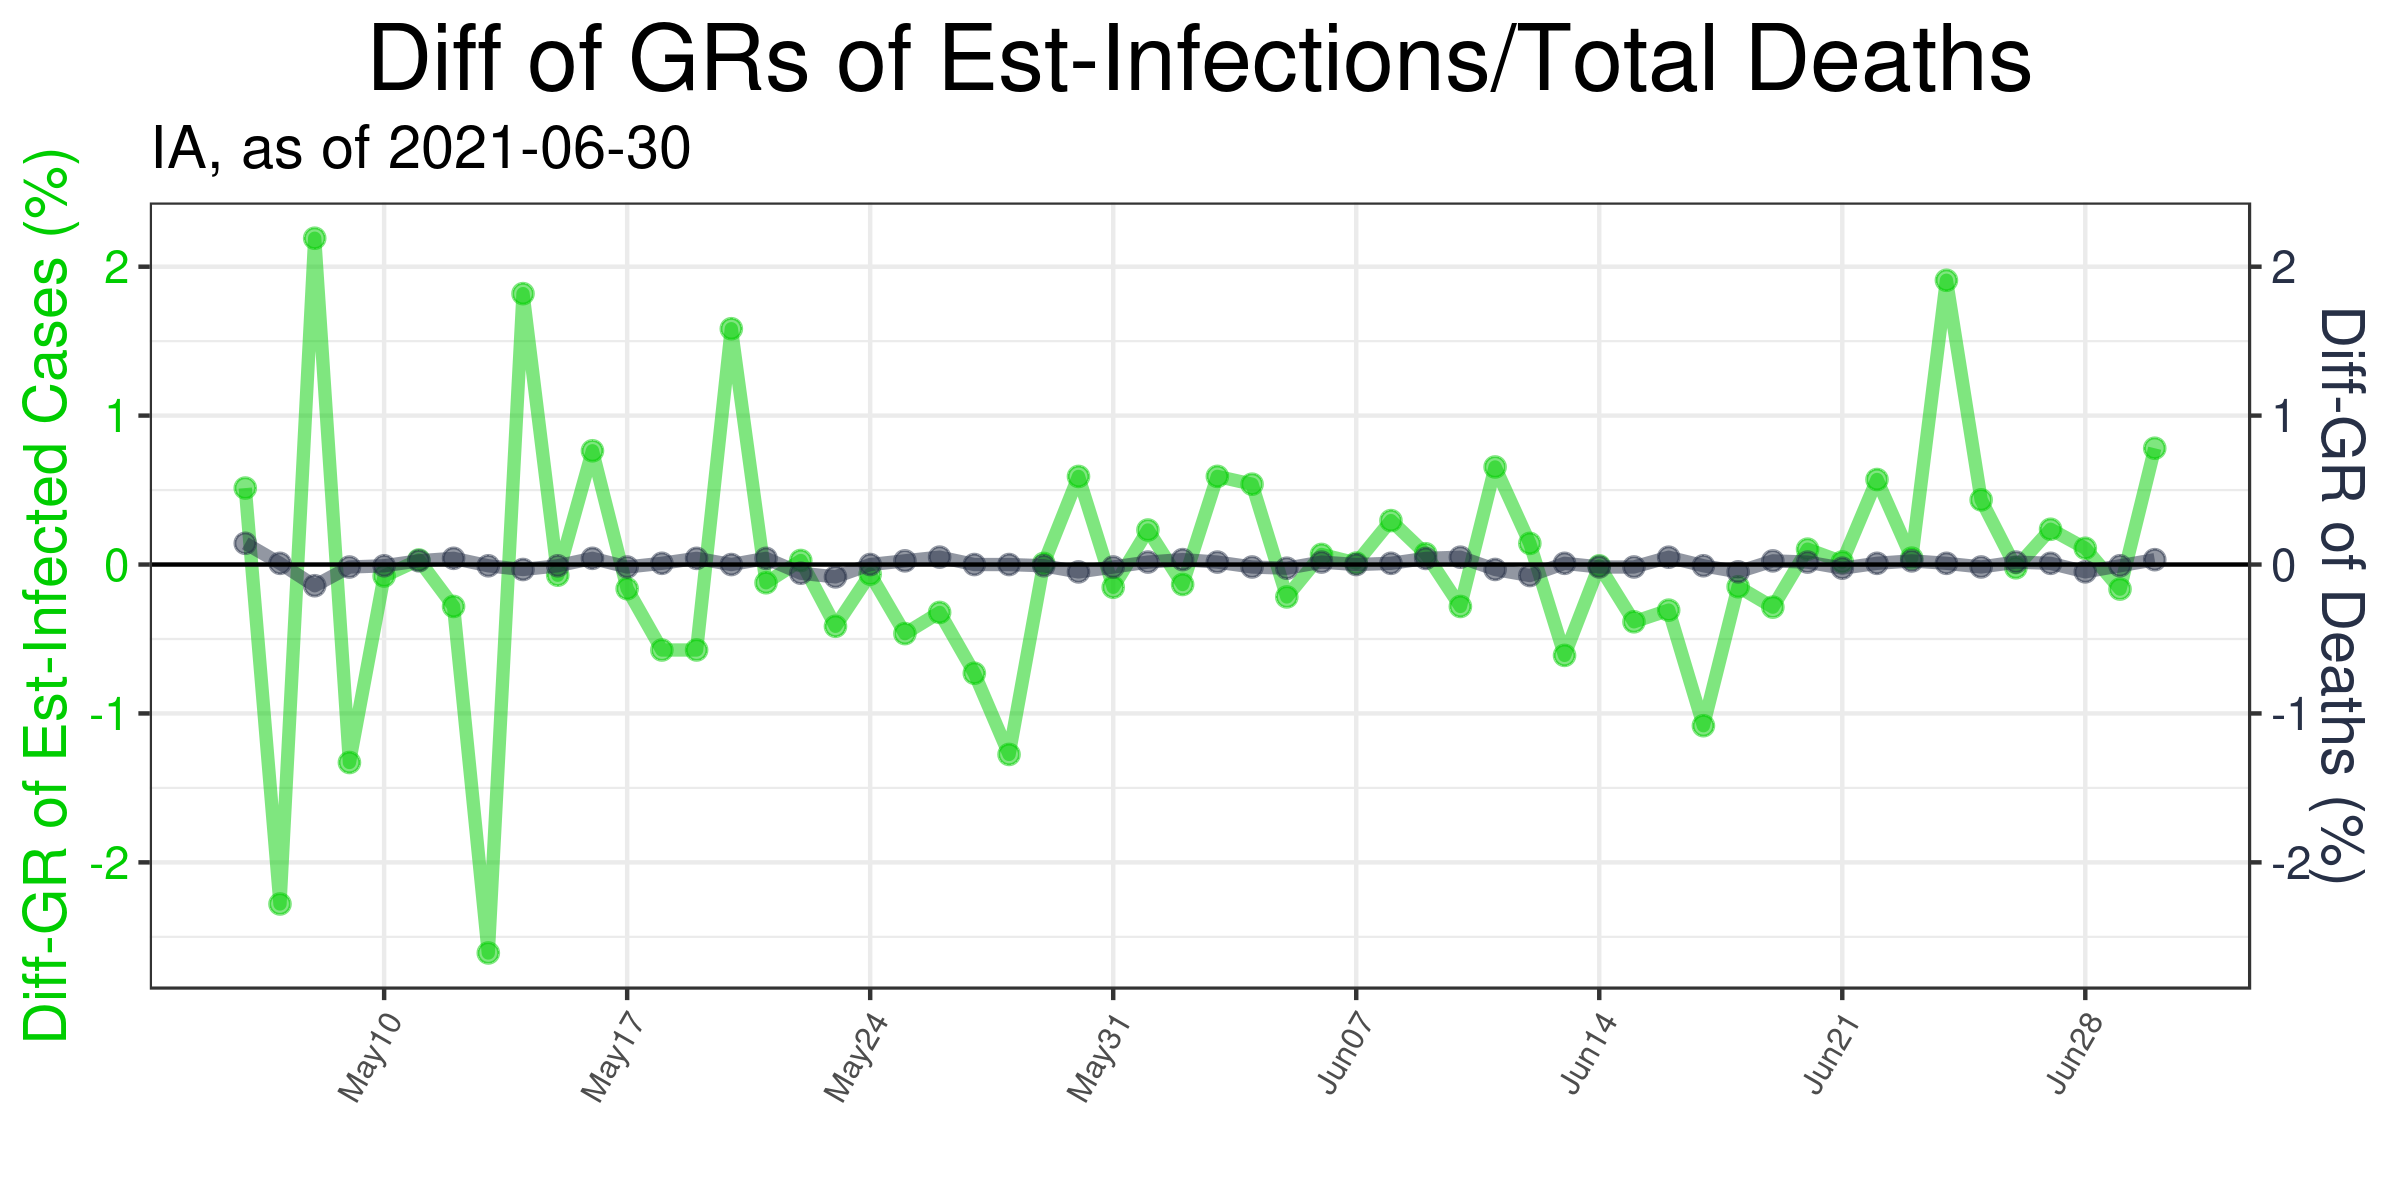 Diff of GRs of Est-Infections/Total Deaths
IA, as of 2021-06-30
Diff-GR of Est-Infected Cases (%)
2
1
0
-1
-2
2
1
0
-1
-2
Diff-GR of Deaths (%)
May10
May17
May24
May31
Jun07
Jun14
Jun21
Jun28